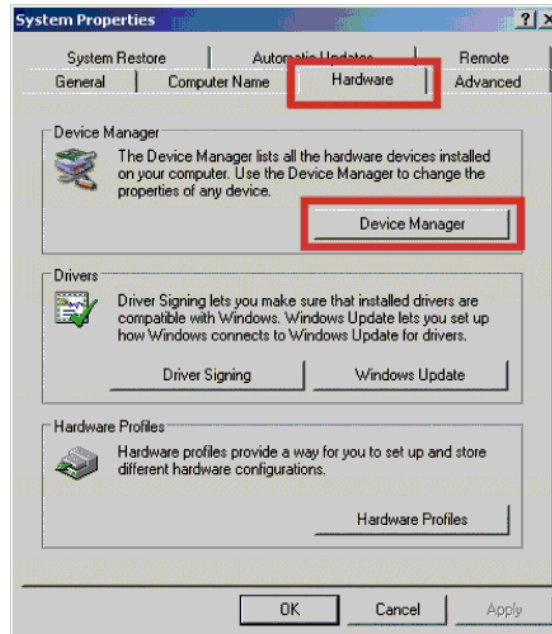 System Properties
System Restore Automatic Updates Remote
General Computer Name Hardware Advanced
Device Manager
The Device Manager lists all the hardware devices installed
on your computer. Use the Device Manager to change the
properties of any device.
Device Manager
Drivers
Driver Signing lets you make sure that installed drivers are
compatible with Windows. Windows Update lets you set up
how Windows connects to Windows Update for drivers.
Driver Signing Windows Update
Hardware Profiles
Hardware profiles provide a way for you to set up and store
different hardware configurations.
Hardware Profiles
OK Cancel Apply